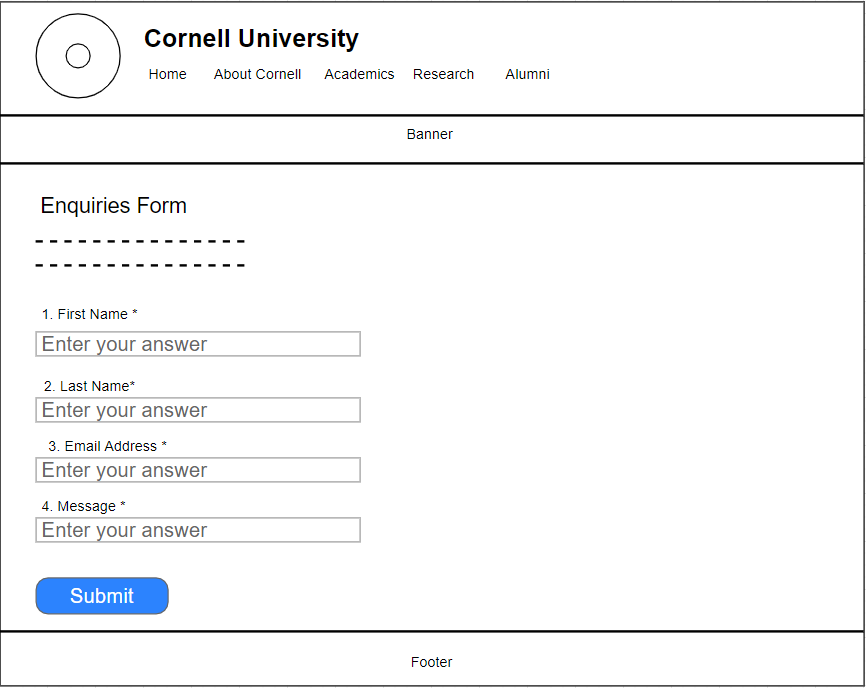 Cornell University
Home About Cornell Academics Research Alumni
Banner
Enquiries Form
1. First Name *
Enter your answer
2. Last Name*
Enter your answer
3. Email Address *
Enter your answer
4. Message *
Enter your answer
Submit
Footer